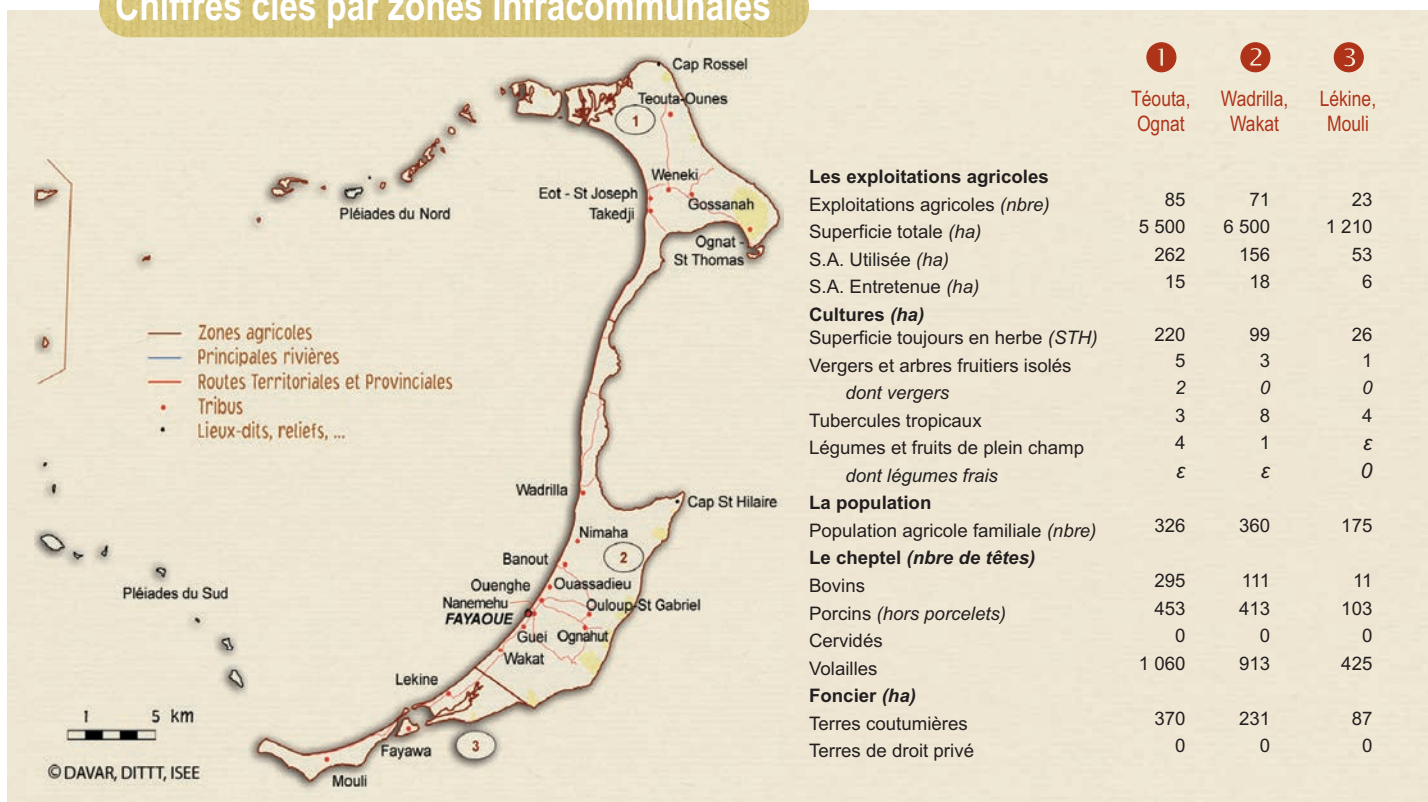 Chiffres clés par zones infracommunales
Cap Rossel
Teouta-Ounes
1
Weneki
Eot - St Joseph
Gossanah
Takedji
Pléiades du Nord
Ognat -
St Thomas
Zones agricoles
Principales rivières
Routes Territoriales et Provinciales
Tribus
Lieux-dits, reliefs, ...
Wadrilla
Cap St Hilaire
Nimaha
2
Banout
Ouenghe
Ouassadieu
Nanemehu
Ouloup-St Gabriel
FAYAOUE
Guei
Ognahut
Wakat
Pléiades du Sud
Lekine
1 5 km
Fayawa
3
Mouli
© DAVAR, DITTT, ISEE
1 2 3
Téouta, Wadrilla, Lékine,
Ognat Wakat Mouli
Les exploitations agricoles
Exploitations agricoles (nbre) 85 71 23
Superficie totale (ha) 5 500 6 500 1 210
S.A. Utilisée (ha) 262 156 53
S.A. Entretenue (ha) 15 18 6
Cultures (ha)
Superficie toujours en herbe (STH) 220 99 26
Vergers et arbres fruitiers isolés 5 3 1
dont vergers 2 0 0
Tubercules tropicaux 3 8 4
Légumes et fruits de plein champ 4 1 ε
dont légumes frais ε ε 0
La population
Population agricole familiale (nbre) 326 360 175
Le cheptel (nbre de têtes)
Bovins 295 111 11
Porcins (hors porcelets) 453 413 103
Cervidés 0 0 0
Volailles 1 060 913 425
Foncier (ha)
Terres coutumières 370 231 87
Terres de droit privé 0 0 0